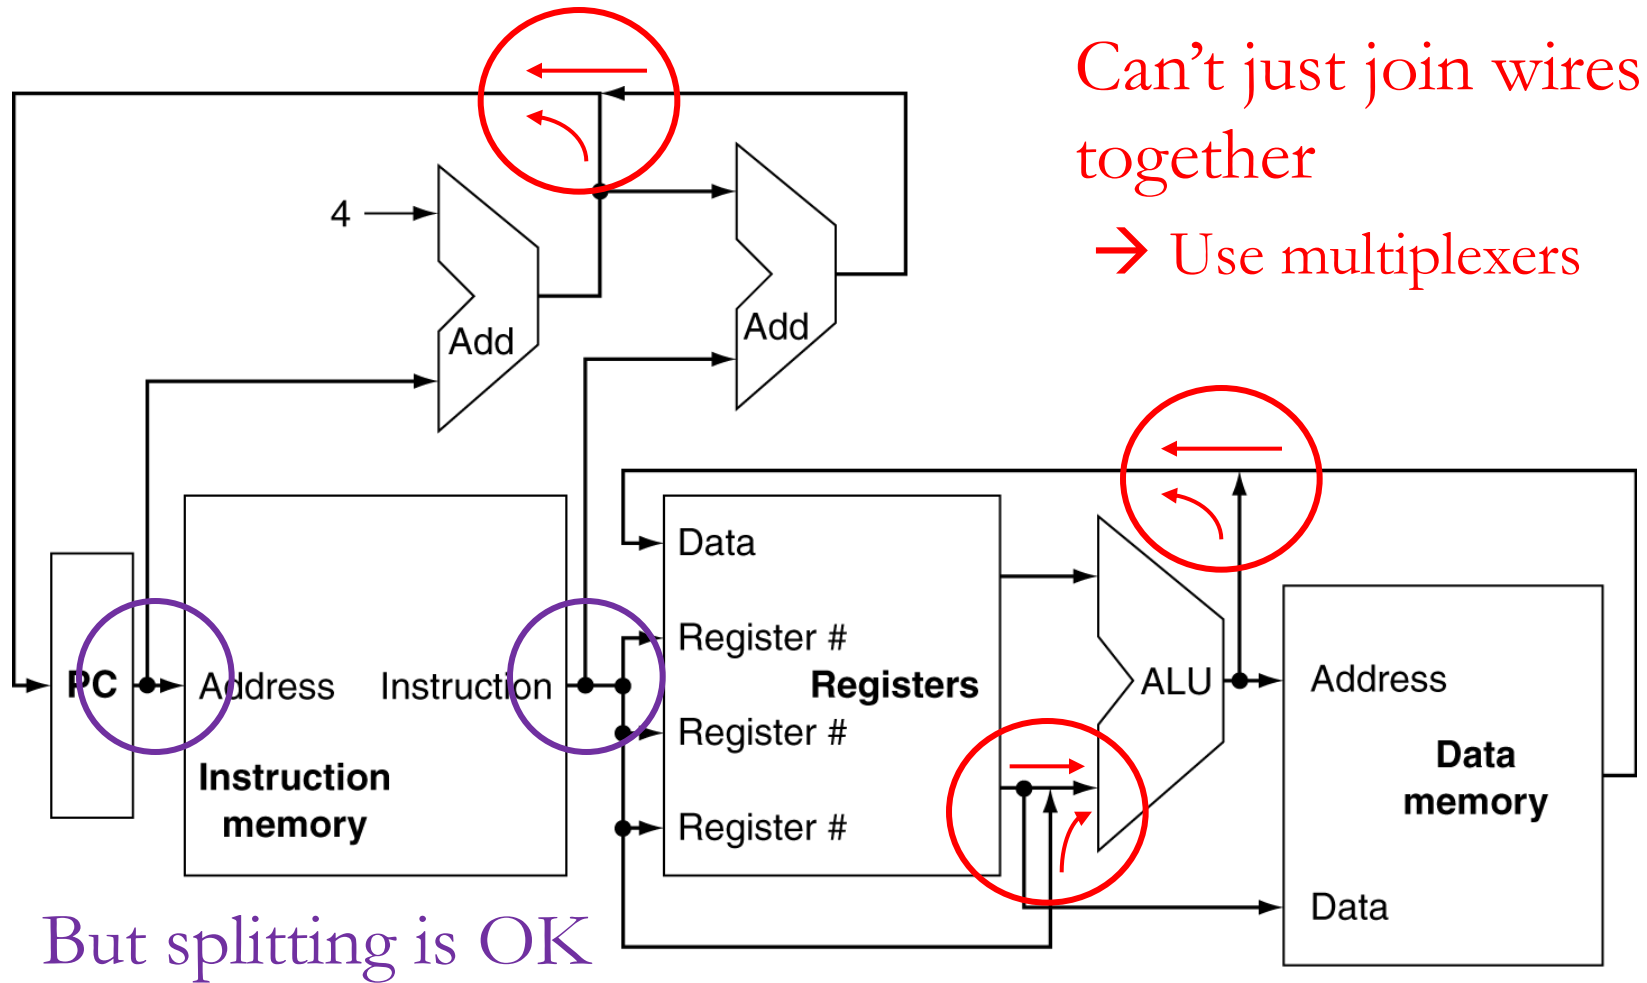 Can't just join wires
together
→ Use multiplexers
4
Add
Add
Data
Register #
PC
Address
Instruction
Registers
ALU
Address
Register #
Instruction
memory
Data
memory
Register #
Data
But splitting is OK